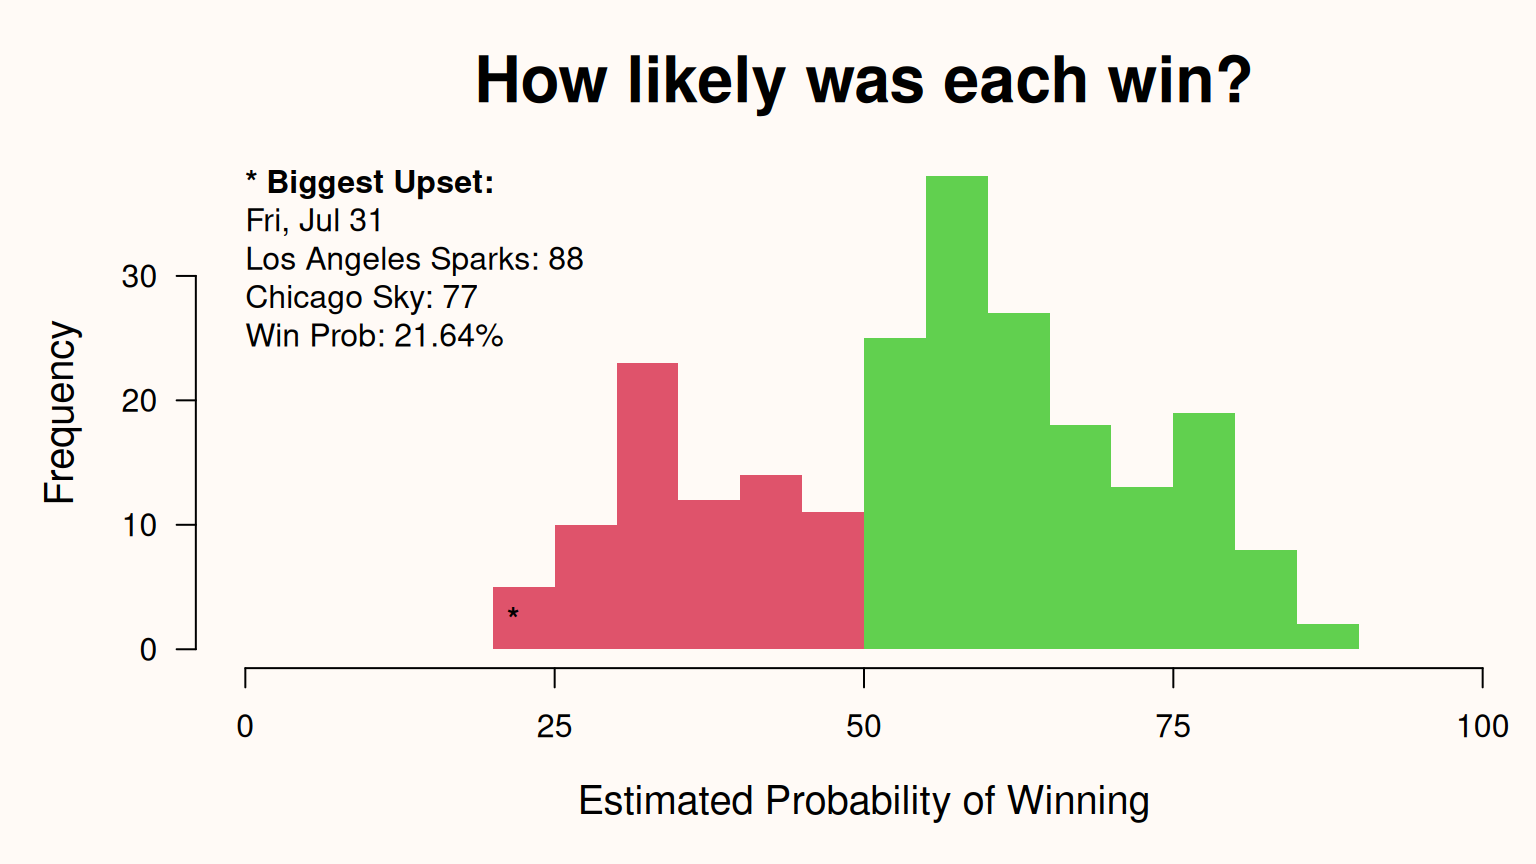 How likely was each win?
* Biggest Upset:
Fri, Jul 31
Los Angeles Sparks: 88
Chicago Sky: 77
Win Prob: 21.64%
Frequency
30
20
10
0
*
0 25 50 75 100
Estimated Probability of Winning